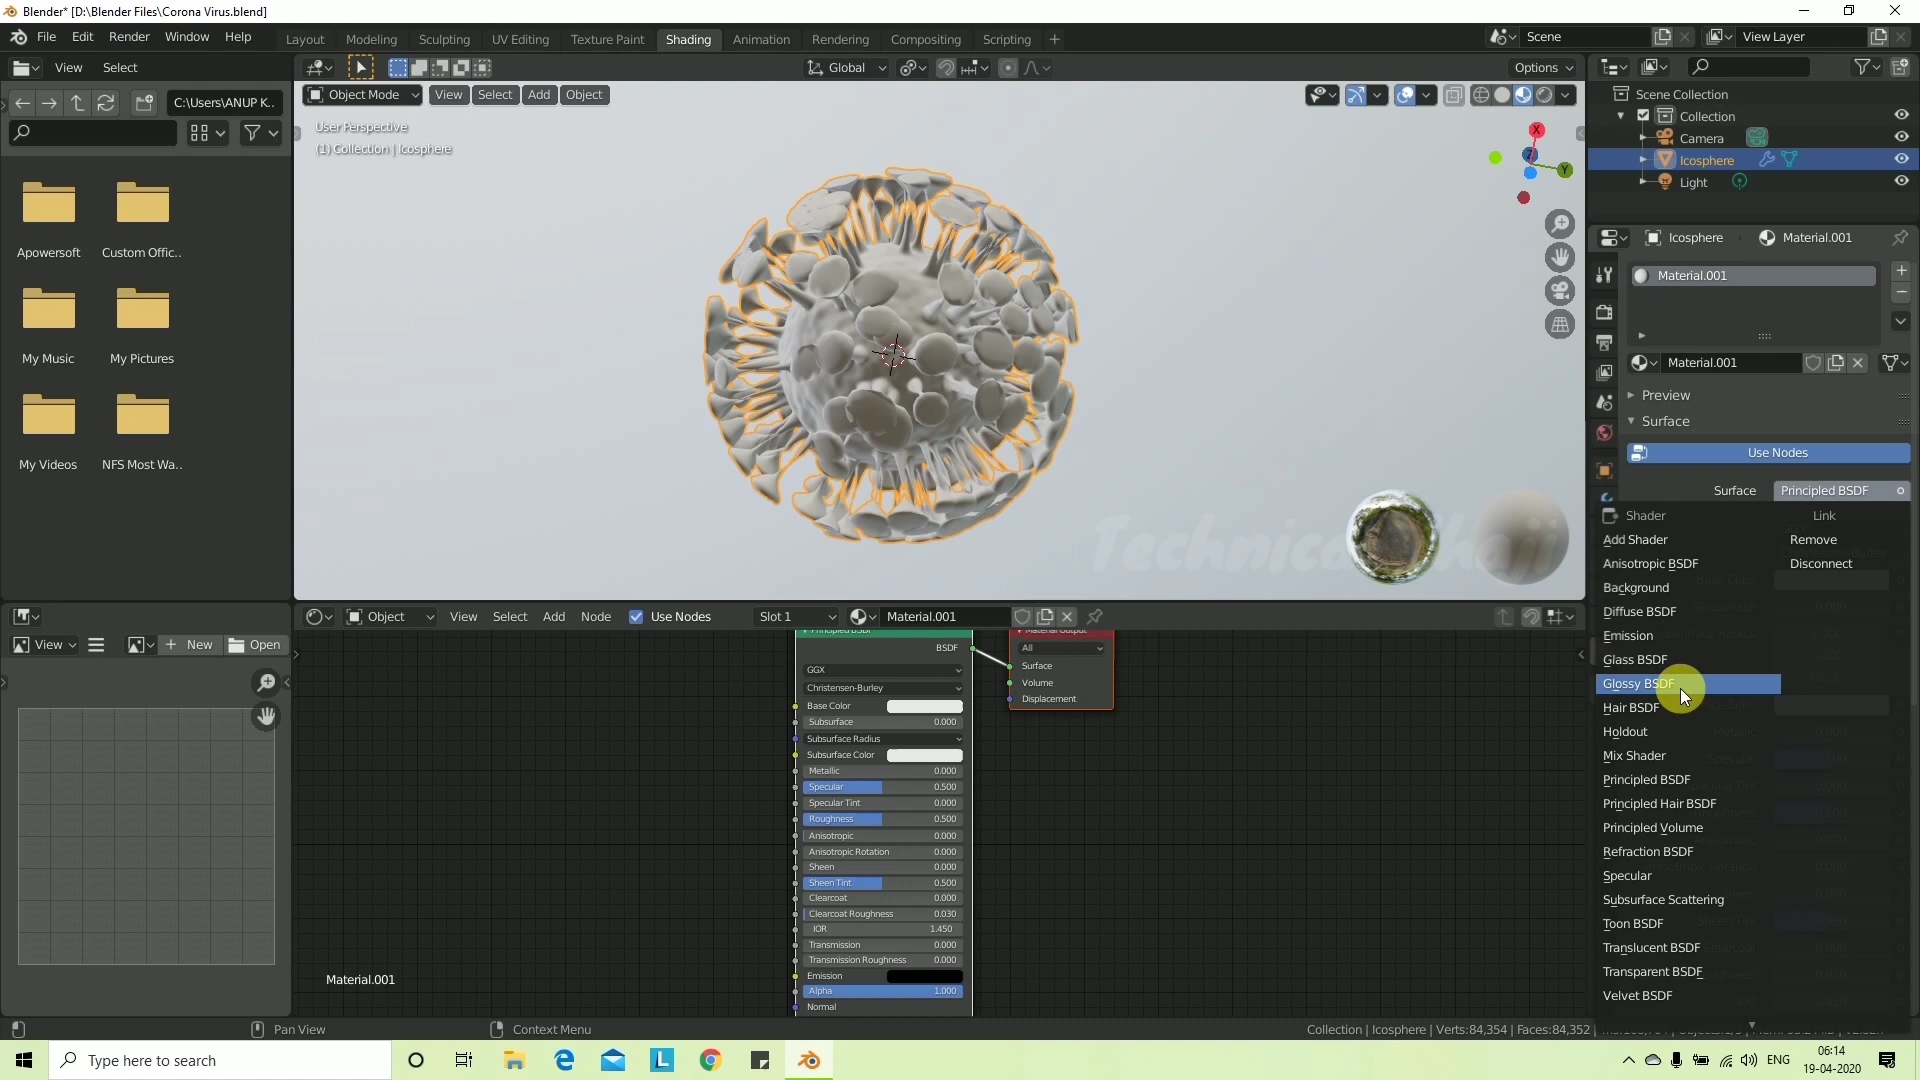 Blender* [D:\Blender Files\Corona Virus.blend]
File Edit Render Window Help Layout Modeling Sculpting UV Editing Texture Paint Shading Animation Rendering Compositing Scripting + Scene View Layer
View Select Global Options
C:\Users\ANUP K.. Object Mode View Select Add Object
User Perspective
(1) Collection | Icosphere
X
Z
Y
Scene Collection
Collection
Camera
Icosphere
Light
Apowersoft Custom Offic..
My Music My Pictures
My Videos NFS Most Wa..
Icosphere Material.001
Material.001
Material.001
Preview
Surface
Use Nodes
Surface Principled BSDF
Shader Link
Add Shader Remove
Anisotropic BSDF Disconnect
Background
Diffuse BSDF
Emission
Glass BSDF
Glossy BSDF
Hair BSDF
Holdout
Mix Shader
Principled BSDF
Principled Hair BSDF
Principled Volume
Refraction BSDF
Specular
Subsurface Scattering
Toon BSDF
Translucent BSDF
Transparent BSDF
Velvet BSDF
Object View Select Add Node Use Nodes Slot 1 Material.001
View New Open
Principled BSDF
BSDF
GGX
Christensen-Burley
Base Color
Subsurface 0.000
Subsurface Radius
Subsurface Color
Metallic 0.000
Specular 0.500
Specular Tint 0.000
Roughness 0.500
Anisotropic 0.000
Anisotropic Rotation 0.000
Sheen 0.000
Sheen Tint 0.500
Clearcoat 0.000
Clearcoat Roughness 0.030
IOR 1.450
Transmission 0.000
Transmission Roughness 0.000
Emission
Alpha 1.000
Normal
Material Output
All
Surface
Volume
Displacement
Material.001
Pan View Context Menu Collection | Icosphere | Verts:84,354 | Faces:84,352
Type here to search
ENG
06:14
19-04-2020